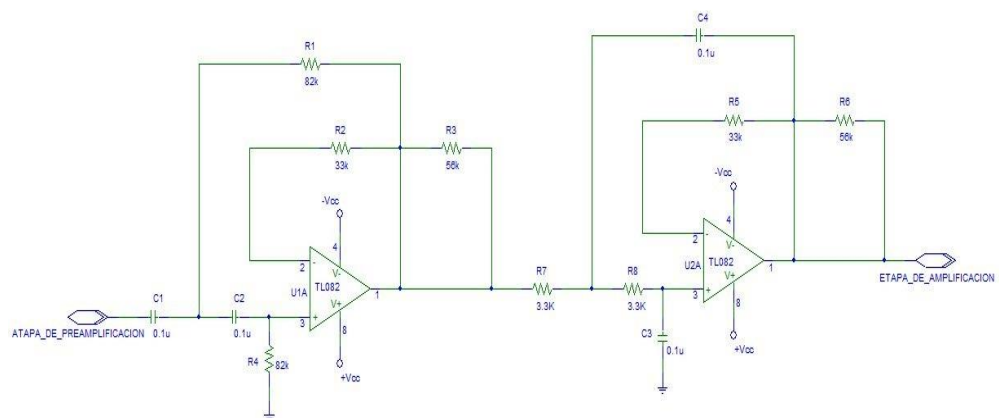 C4
0.1u
R1
82k
R5
33k
R6
56k
R2
33k
R3
56k
-Vcc
4
2
-
V-
TL082
U2A
1
V+
3
+
8
+Vcc
ETAPA_DE_AMPLIFICACION
-Vcc
4
2
-
V-
TL082
U1A
1
V+
3
+
8
+Vcc
R7
3.3K
R8
3.3K
C3
0.1u
C1
0.1u
C2
0.1u
ATAPA_DE_PREAMPLIFICACION
R4
82k